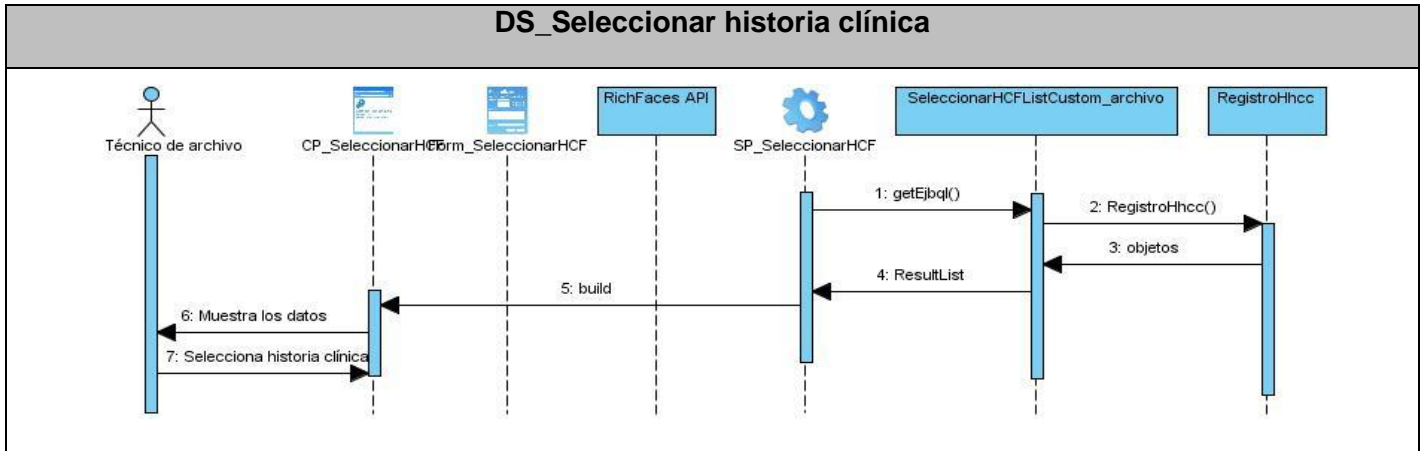 DS_Seleccionar historia clínica
RichFaces API
SeleccionarHCFListCustom_archivo
RegistroHhcc
Técnico de archivo
CP_SeleccionarHCF
Form_SeleccionarHCF
SP_SeleccionarHCF
1: getEjbql()
2: RegistroHhcc()
3: objetos
4: ResultList
5: build
6: Muestra los datos
7: Selecciona historia clínica